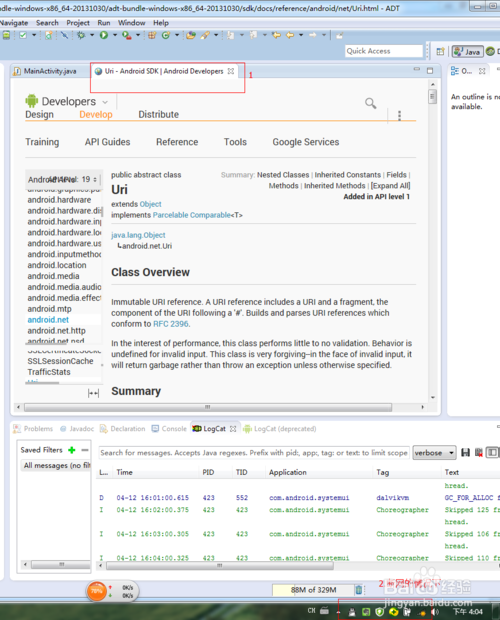 ndle-windows-x86_64-20131030/adt-bundle-windows-x86_64-20131030/sdk/docs/reference/android/net/Uri.html - ADT
Navigate Search Project Run Window Help
Quick Access
Java
MainActivity.java
Uri - Android SDK | Android Developers
1
Developers
Design Develop Distribute
Training API Guides Reference Tools Google Services
API level: 19
android.hardware
android.hardware.di
android.hardware.in
android.hardware.lo
android.hardware.us
android.inputmethod
android.location
android.media
android.media.audio
android.media.effec
android.mtp
android.net
android.net.http
android.net.nsd
SSLSessionCache
TrafficStats
Uri
public abstract class
Uri
extends Object
implements Parcelable Comparable<T>
Summary: Nested Classes | Inherited Constants | Fields |
Methods | Inherited Methods | [Expand All]
Added in API level 1
java.lang.Object
↳android.net.Uri
Class Overview
Immutable URI reference. A URI reference includes a URI and a fragment, the
component of the URI following a '#'. Builds and parses URI references which
conform to RFC 2396.
In the interest of performance, this class performs little to no validation. Behavior is
undefined for invalid input. This class is very forgiving--in the face of invalid input, it
will return garbage rather than throw an exception unless otherwise specified.
Summary
O...
An outline is no
available.
Problems Javadoc Declaration Console LogCat LogCat (deprecated)
Saved Filters
All messages (no filt
Search for messages. Accepts Java regexes. Prefix with pid:, app:, tag: or text: to limit scope
verbose
L... Time PID TID Application Tag Text
hread.
D 04-12 16:01:00.615 423 552 com.android.systemui dalvikvm GC_FOR_ALLOC f
I 04-12 16:02:00.375 423 423 com.android.systemui Choreographer Skipped 125 fr
hread.
I 04-12 16:03:00.305 423 423 com.android.systemui Choreographer Skipped 106 fr
hread.
I 04-12 16:04:00.325 423 423 com.android.systemui Choreographer Skipped 110 fr
0K/s
0K/s
88M of 329M
Baidu 经验
jingyan.baidu.com
CN
下午 4:04